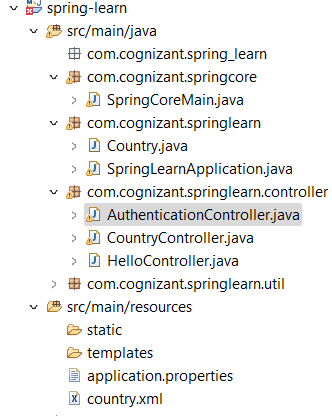 spring-learn
src/main/java
com.cognizant.spring_learn
com.cognizant.springcore
SpringCoreMain.java
com.cognizant.springlearn
Country.java
SpringLearnApplication.java
com.cognizant.springlearn.controller
AuthenticationController.java
CountryController.java
HelloController.java
com.cognizant.springlearn.util
src/main/resources
static
templates
application.properties
country.xml